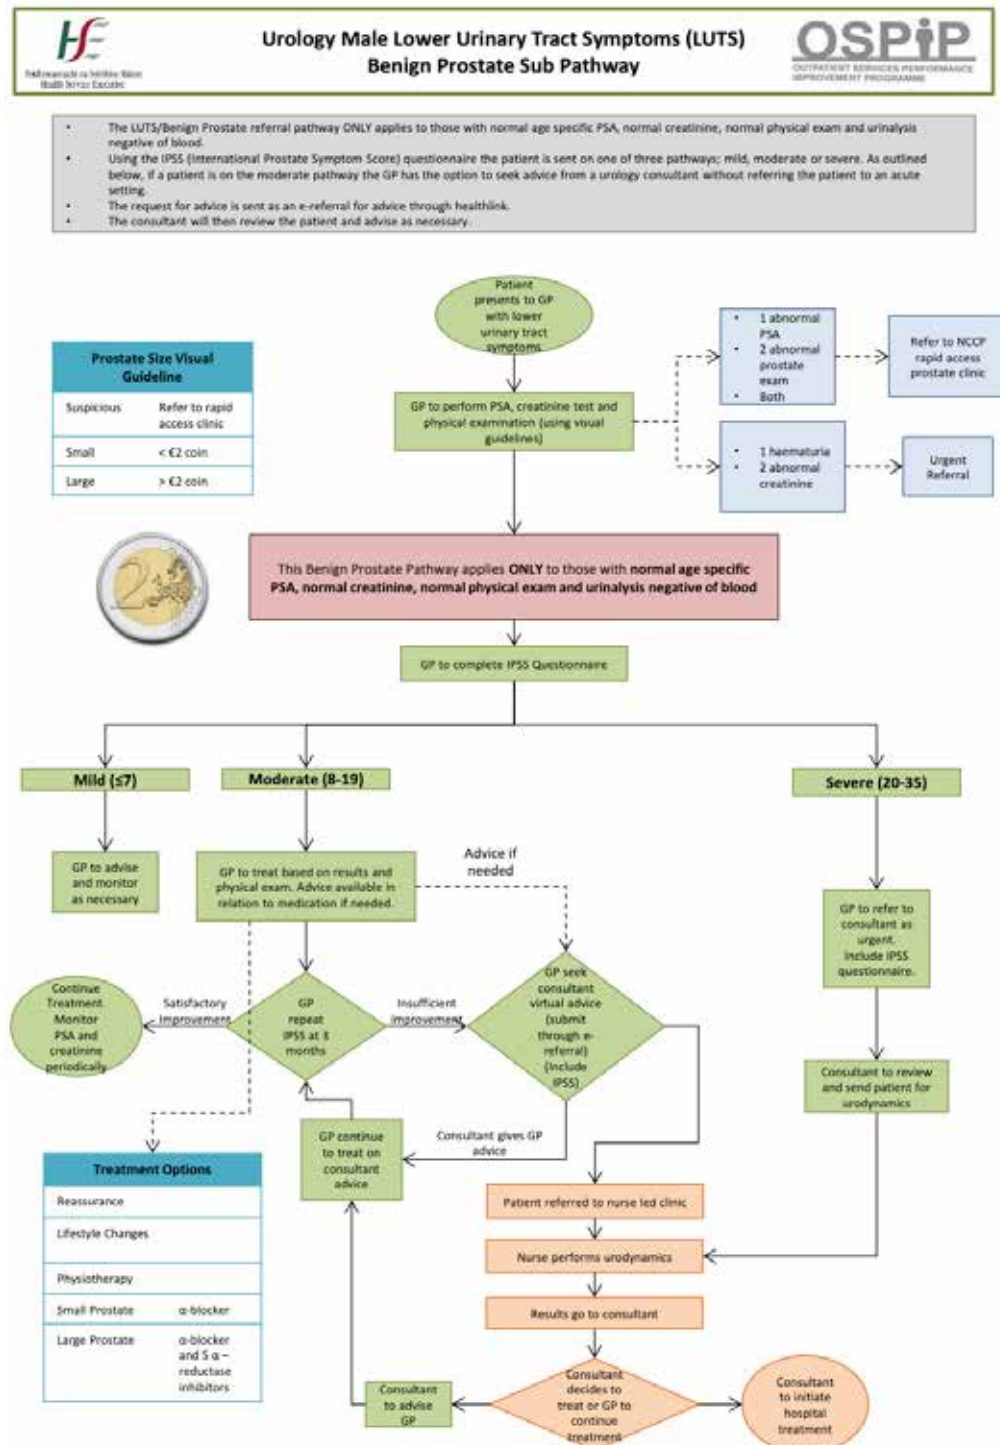 Urology Male Lower Urinary Tract Symptoms (LUTS)
Benign Prostate Sub Pathway
Feidhmeannacht na Seirbhíse Sláinte
Health Service Executive
OSPiP
OUTPATIENT SERVICES PERFORMANCE
IMPROVEMENT PROGRAMME
• The LUTS/Benign Prostate referral pathway ONLY applies to those with normal age specific PSA, normal creatinine, normal physical exam and urinalysis
negative of blood.
• Using the IPSS (International Prostate Symptom Score) questionnaire the patient is sent on one of three pathways; mild, moderate or severe. As outlined
below, if a patient is on the moderate pathway the GP has the option to seek advice from a urology consultant without referring the patient to an acute
setting.
• The request for advice is sent as an e-referral for advice through healthlink.
• The consultant will then review the patient and advise as necessary.
Patient
presents to GP
with lower
urinary tract
symptoms
GP to perform PSA, creatinine test and
physical examination (using visual
guidelines)
• 1 abnormal
PSA
• 2 abnormal
prostate
exam
• Both
Refer to NCCP
rapid access
prostate clinic
• 1 haematuria
• 2 abnormal
creatinine
Urgent
Referral
Prostate Size Visual
Guideline
Suspicious Refer to rapid
access clinic
Small < €2 coin
Large > €2 coin
2
This Benign Prostate Pathway applies ONLY to those with normal age specific
PSA, normal creatinine, normal physical exam and urinalysis negative of blood
GP to complete IPSS Questionnaire
Mild (≤7)
Moderate (8-19)
Severe (20-35)
GP to advise
and monitor
as necessary
GP to treat based on results and
physical exam. Advice available in
relation to medication if needed.
Advice if
needed
GP to refer to
consultant as
urgent.
Include IPSS
questionnaire.
Continue
Treatment.
Monitor
PSA and
creatinine
periodically
Satisfactory
Improvement
GP
repeat
IPSS at 3
months
Insufficient
improvement
GP seek
consultant
virtual advice
(submit
through e-
referral)
(Include
IPSS)
Consultant to review
and send patient for
urodynamics
GP continue
to treat on
consultant
advice
Consultant gives GP
advice
Treatment Options
Reassurance
Lifestyle Changes
Physiotherapy
Small Prostate α-blocker
Large Prostate α-blocker
and 5 α –
reductase
inhibitors
Patient referred to nurse led clinic
Nurse performs urodynamics
Results go to consultant
Consultant
decides to
treat or GP to
continue
treatment
Consultant
to advise
GP
Consultant
to initiate
hospital
treatment